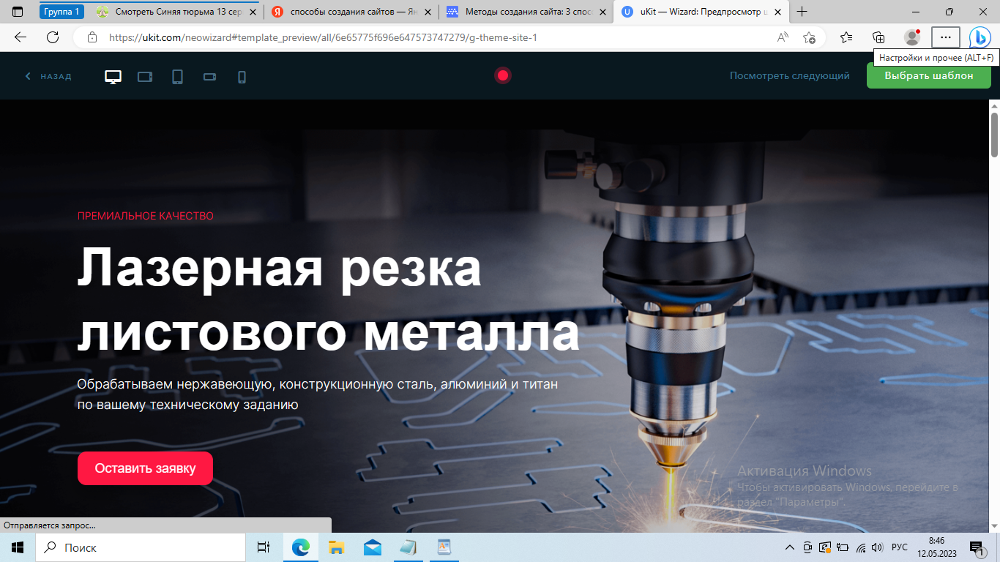 Группа 1
Смотреть Синяя тюрьма 13 сер
способы создания сайтов — Ян
Методы создания сайта: 3 спос
uKit — Wizard: Предпросмотр ш
https://ukit.com/neowizard#template_preview/all/6e65775f696e647573747279/g-theme-site-1
Настройки и прочее (ALT+F)
НАЗАД
Посмотреть следующий
Выбрать шаблон
ПРЕМИАЛЬНОЕ КАЧЕСТВО
Лазерная резка
листового металла
Обрабатываем нержавеющую, конструкционную сталь, алюминий и титан
по вашему техническому заданию
Оставить заявку
Активация Windows
Чтобы активировать Windows, перейдите в
раздел "Параметры".
Отправляется запрос...
Поиск
РУС
8:46
12.05.2023
1